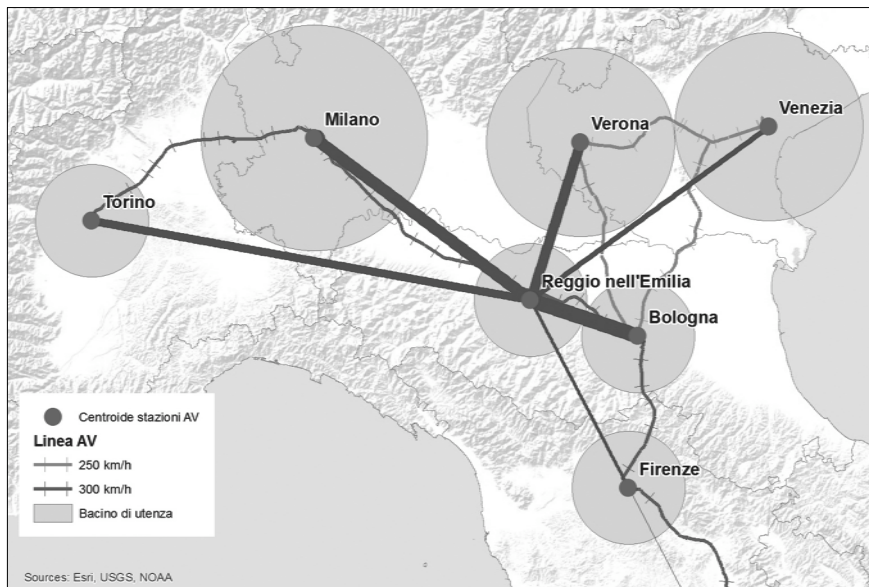 Milano
Verona
Venezia
Torino
Reggio nell'Emilia
Bologna
Firenze
Centroide stazioni AV
Linea AV
250 km/h
300 km/h
Bacino di utenza
Sources: Esri, USGS, NOAA